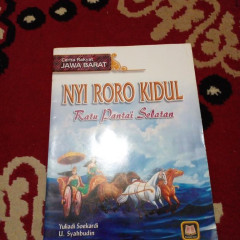 Cerita Rakyat
JAWA BARAT
NYI RORO KIDUL
Ratu Pantai Selatan
Yuliadi Soekardi
U. Syahbudin